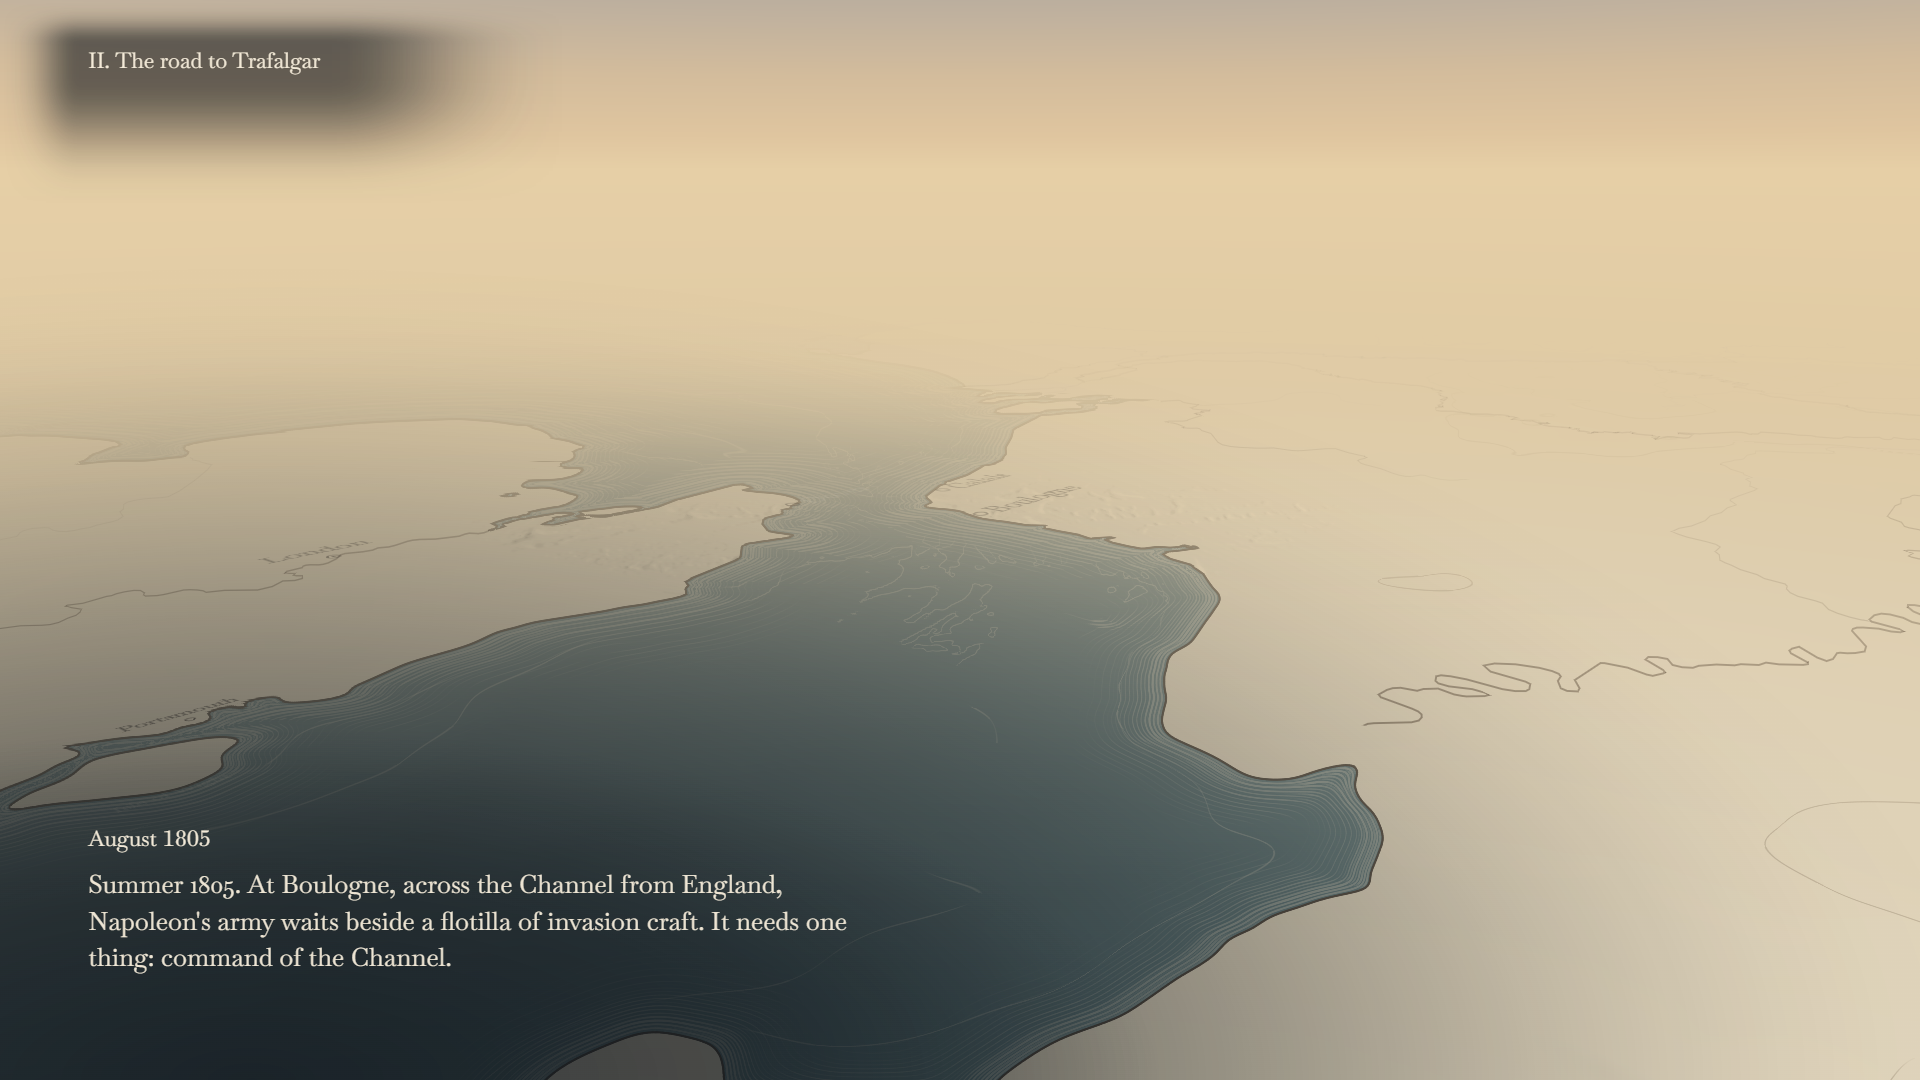 II. The road to Trafalgar
Calais
Boulogne
London
Portsmouth
August 1805
Summer 1805. At Boulogne, across the Channel from England,
Napoleon's army waits beside a flotilla of invasion craft. It needs one
thing: command of the Channel.